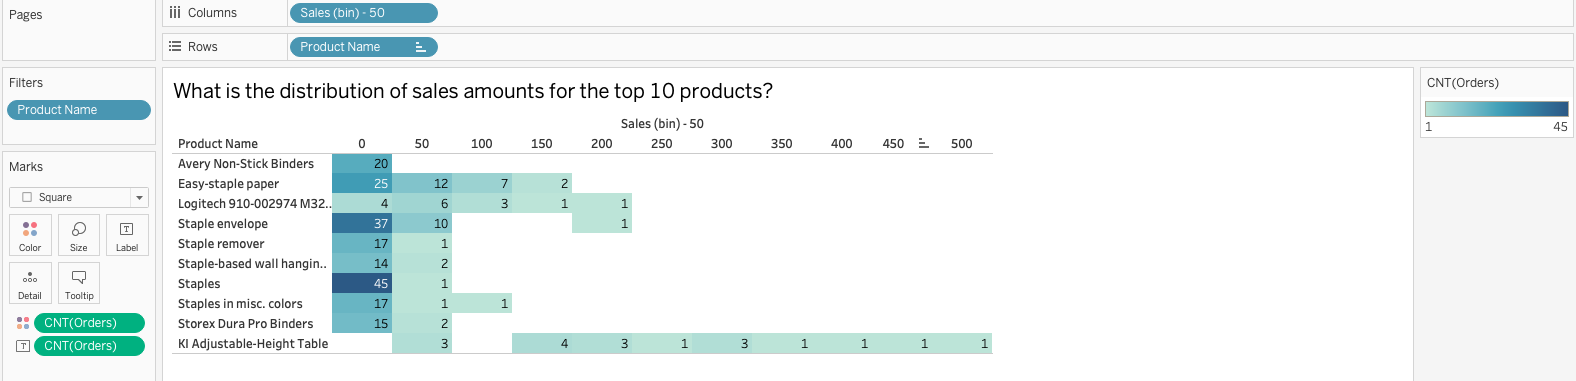 Pages
Columns
Sales (bin) - 50
Rows
Product Name
Filters
Product Name
Marks
Square
Color Size Label
Detail Tooltip
CNT(Orders)
CNT(Orders)
What is the distribution of sales amounts for the top 10 products?
Sales (bin) - 50
Product Name 0 50 100 150 200 250 300 350 400 450 500
Avery Non-Stick Binders 20
Easy-staple paper 25 12 7 2
Logitech 910-002974 M32.. 4 6 3 1 1
Staple envelope 37 10 1
Staple remover 17 1
Staple-based wall hangin.. 14 2
Staples 45 1
Staples in misc. colors 17 1 1
Storex Dura Pro Binders 15 2
KI Adjustable-Height Table 3 4 3 1 3 1 1 1 1
CNT(Orders)
1 45